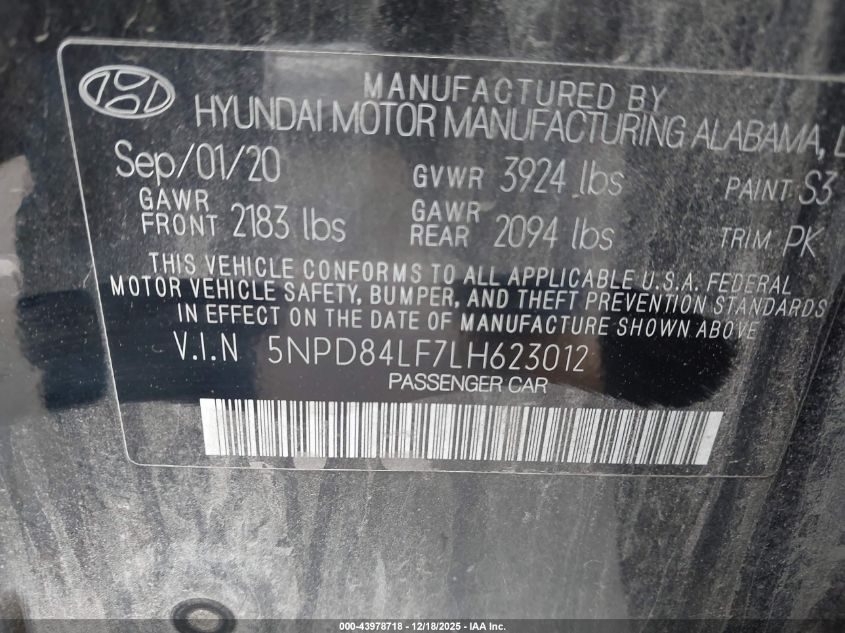 MANUFACTURED BY
HYUNDAI MOTOR MANUFACTURING ALABAMA, L
Sep/01/20 GVWR 3924 lbs PAINT S3
GAWR FRONT 2183 lbs GAWR REAR 2094 lbs TRIM PK
THIS VEHICLE CONFORMS TO ALL APPLICABLE U.S.A. FEDERAL
MOTOR VEHICLE SAFETY, BUMPER, AND THEFT PREVENTION STANDARDS
IN EFFECT ON THE DATE OF MANUFACTURE SHOWN ABOVE
V.I.N 5NPD84LF7LH623012
PASSENGER CAR
000-43978718 - 12/18/2025 - IAA Inc.